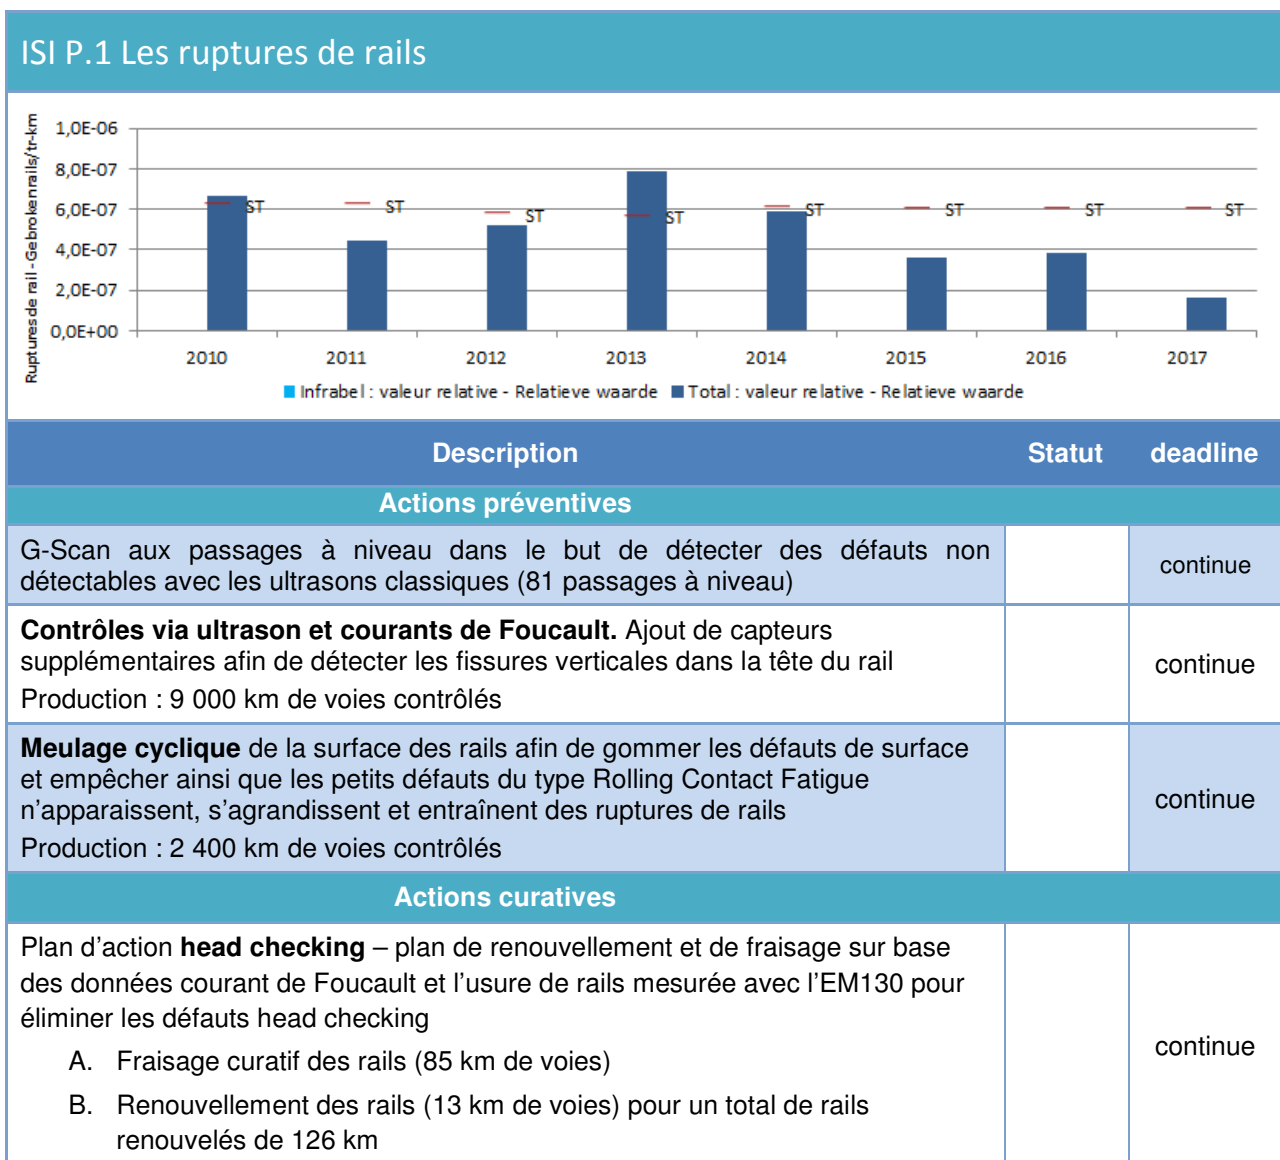 ISI P.1 Les ruptures de rails
Ruptures de rail - Gebroken rails/tr-km
1,0E-06
8,0E-07
6,0E-07
4,0E-07
2,0E-07
0,0E+00
ST ST ST ST ST ST ST ST
2010 2011 2012 2013 2014 2015 2016 2017
Infrabel : valeur relative - Relatieve waarde Total : valeur relative - Relatieve waarde
Description Statut deadline
Actions préventives
G-Scan aux passages à niveau dans le but de détecter des défauts non
détectables avec les ultrasons classiques (81 passages à niveau)
continue
Contrôles via ultrason et courants de Foucault. Ajout de capteurs
supplémentaires afin de détecter les fissures verticales dans la tête du rail
Production : 9 000 km de voies contrôlés
continue
Meulage cyclique de la surface des rails afin de gommer les défauts de surface
et empêcher ainsi que les petits défauts du type Rolling Contact Fatigue
n'apparaissent, s'agrandissent et entraînent des ruptures de rails
Production : 2 400 km de voies contrôlés
continue
Actions curatives
Plan d'action head checking – plan de renouvellement et de fraisage sur base
des données courant de Foucault et l'usure de rails mesurée avec l'EM130 pour
éliminer les défauts head checking
A. Fraisage curatif des rails (85 km de voies)
B. Renouvellement des rails (13 km de voies) pour un total de rails
renouvelés de 126 km
continue